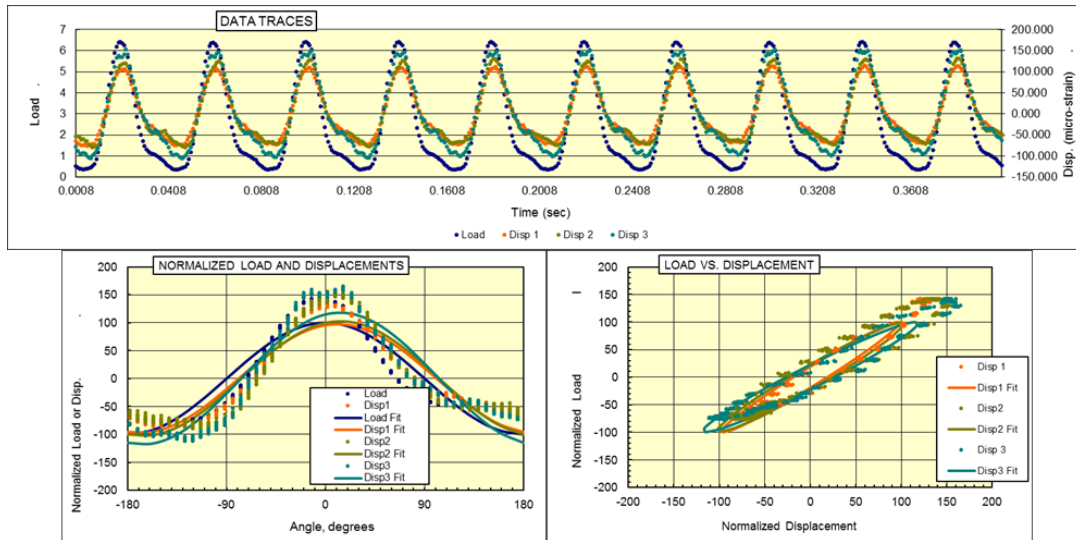 DATA TRACES
7
6
5
4
3
2
1
0
Load .
200.000
150.000
100.000
50.000
0.000
-50.000
-100.000
-150.000
Disp. (micro-strain) .
0.0008 0.0408 0.0808 0.1208 0.1608 0.2008 0.2408 0.2808 0.3208 0.3608
Time (sec)
Load Disp 1 Disp 2 Disp 3
NORMALIZED LOAD AND DISPLACEMENTS
200
150
100
50
0
-50
-100
-150
-200
Normalized Load or Disp. .
-180 -90 0 90 180
Angle, degrees
Load
Disp1
Load Fit
Disp1 Fit
Disp2
Disp2 Fit
Disp3
Disp3 Fit
LOAD VS. DISPLACEMENT
200
150
100
50
0
-50
-100
-150
-200
Normalized Load
-200 -150 -100 -50 0 50 100 150 200
Normalized Displacement
Disp 1
Disp1 Fit
Disp2
Disp2 Fit
Disp 3
Disp3 Fit